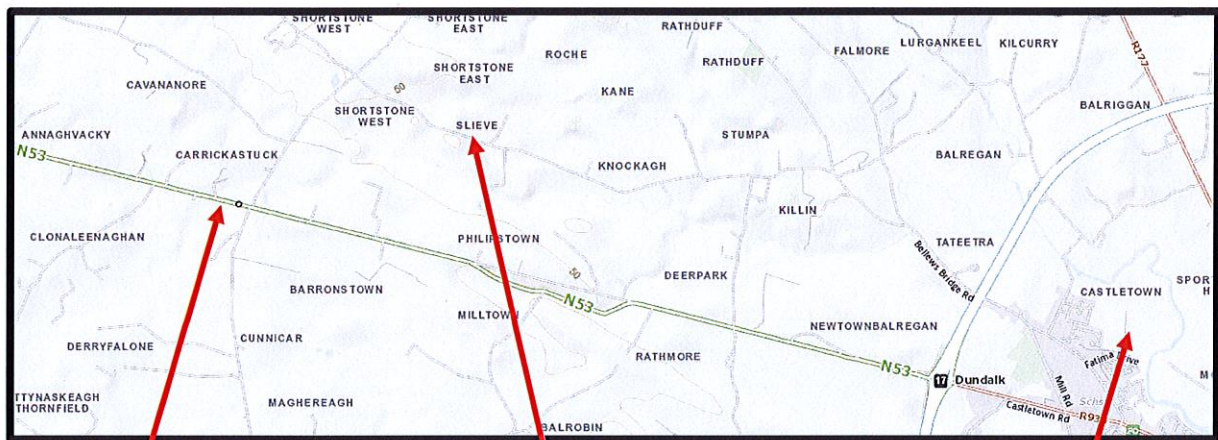 SHORTSTONE
WEST
SHORTSTONE
EAST
RATHDUFF
LURGANKEEL
KILCURRY
R177
ROCHE
FALMORE
SHORTSTONE
EAST
RATHDUFF
CAVANANORE
50
KANE
BALRIGGAN
SHORTSTONE
WEST
SLIEVE
ANNAGHVACKY
STUMPA
N53
CARRICKASTUCK
BALREGAN
KNOCKAGH
KILLIN
CLONALEENAGHAN
PHILIPSTOWN
TATEETRA
50
DEERPARK
Bellews Bridge Rd
BARRONSTOWN
CASTLETOWN
N53
MILLTOWN
NEWTOWNBALREGAN
CUNNICAR
DERRYFALONE
RATHMORE
Fatima Drive
N53
17
Dundalk
Mill Rd
TTYNASKEAGH
THORNFIELD
MAGHEREAGH
Schs
Castletown Rd
R93
BALROBIN